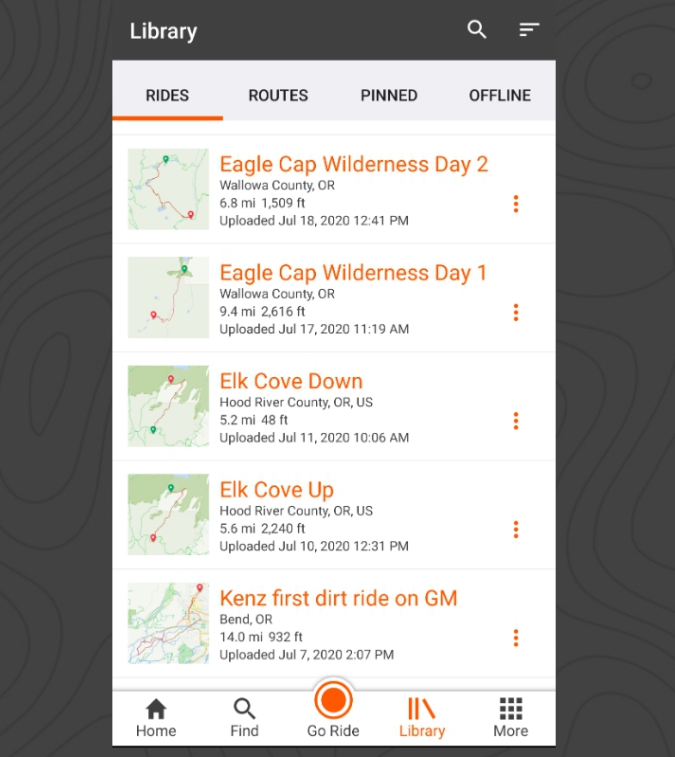 Library
RIDES
ROUTES
PINNED
OFFLINE
Eagle Cap Wilderness Day 2
Wallowa County, OR
6.8 mi 1,509 ft
Uploaded Jul 18, 2020 12:41 PM
Eagle Cap Wilderness Day 1
Wallowa County, OR
9.4 mi 2,616 ft
Uploaded Jul 17, 2020 11:19 AM
Elk Cove Down
Hood River County, OR, US
5.2 mi 48 ft
Uploaded Jul 11, 2020 10:06 AM
Elk Cove Up
Hood River County, OR, US
5.6 mi 2,240 ft
Uploaded Jul 10, 2020 12:31 PM
Kenz first dirt ride on GM
Bend, OR
14.0 mi 932 ft
Uploaded Jul 7, 2020 2:07 PM
Home
Find
Go Ride
Library
More